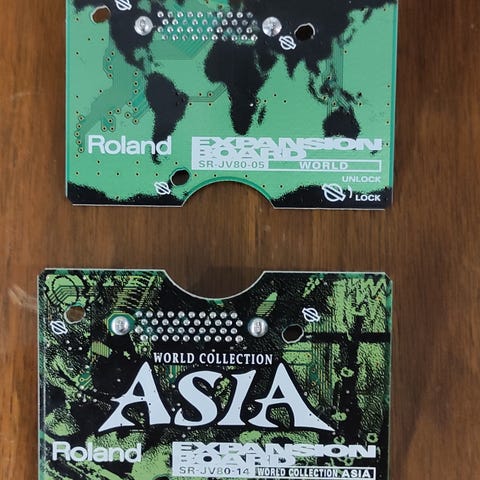 Roland EXPANSION
BOARD
SR-JV80-05 WORLD
UNLOCK
LOCK
WORLD COLLECTION
ASIA
Roland EXPANSION
BOARD
SR-JV80-14 WORLD COLLECTION ASIA